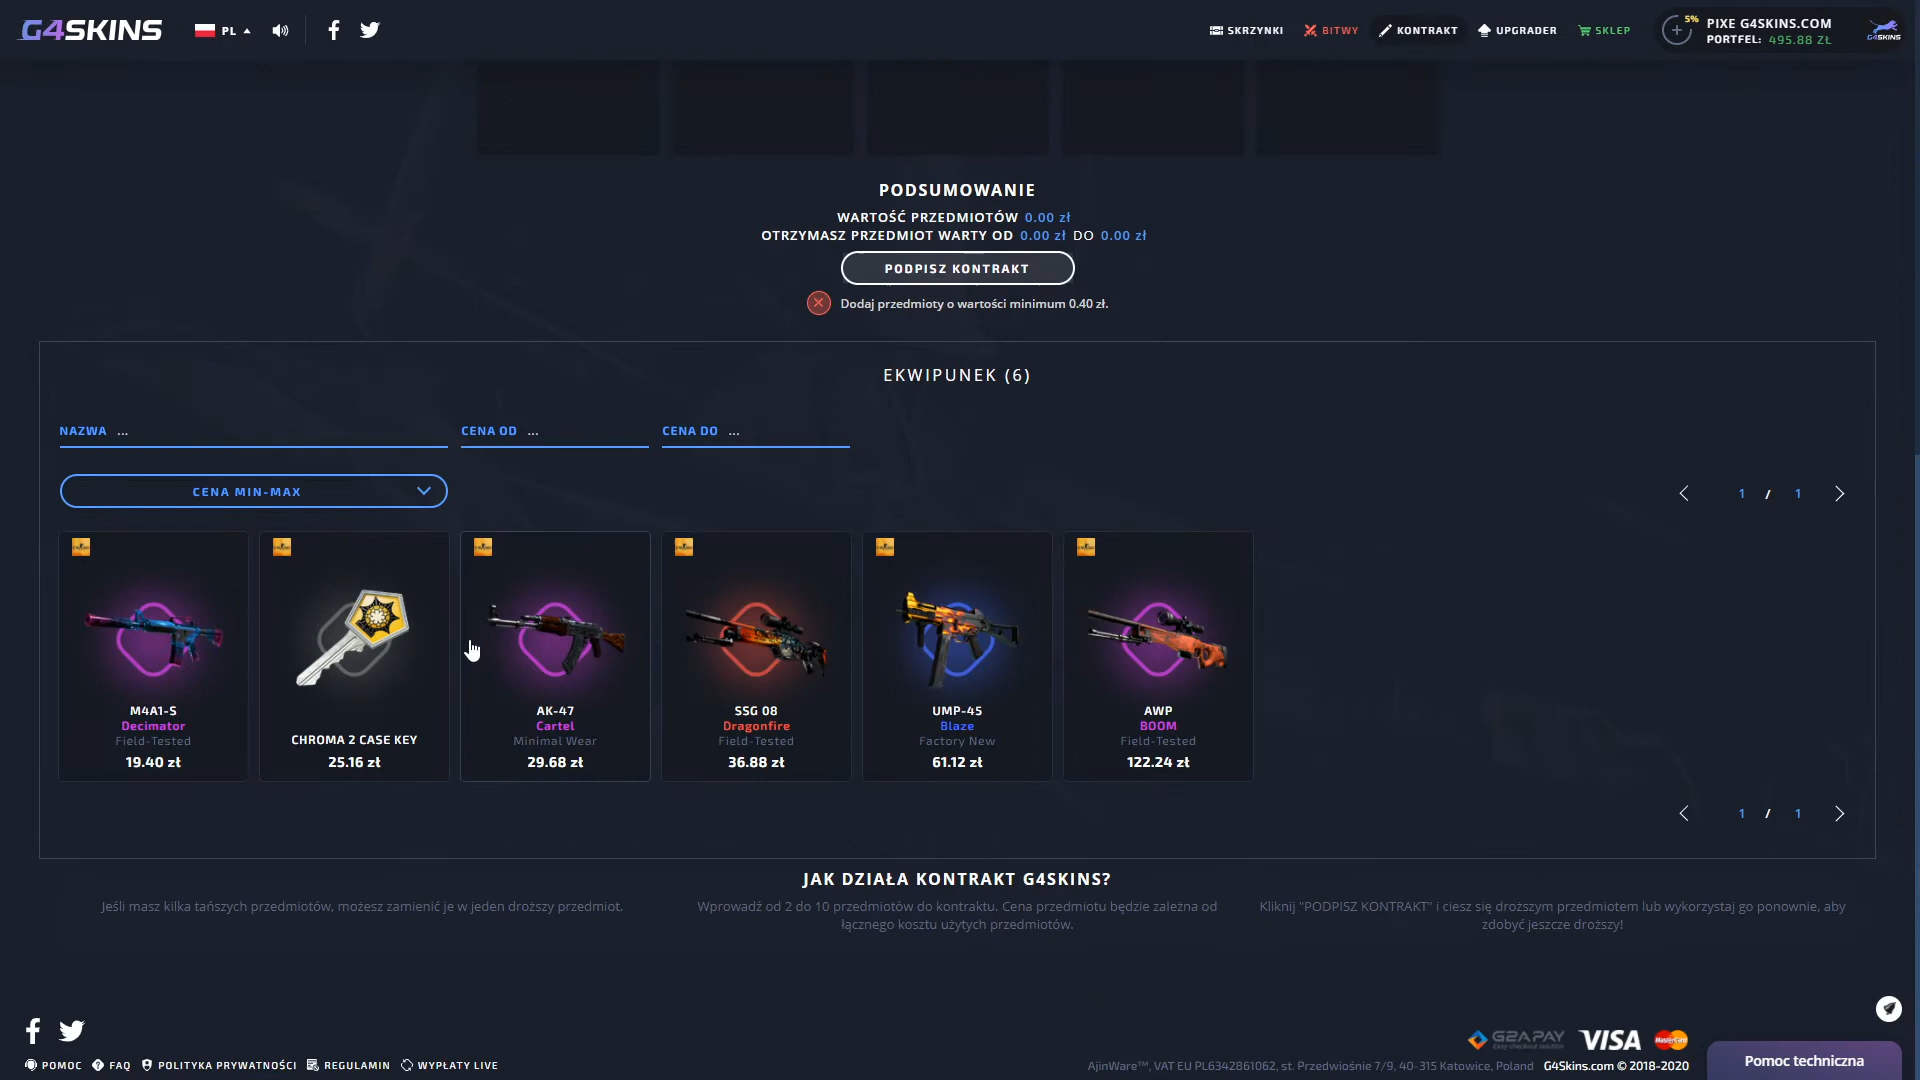 G4SKINS
PL
SKRZYNKI
BITWY
KONTRAKT
UPGRADER
SKLEP
5%
PIXE G4SKINS.COM
PORTFEL: 495.88 ZŁ
G4SKINS
PODSUMOWANIE
WARTOŚĆ PRZEDMIOTÓW 0.00 zł
OTRZYMASZ PRZEDMIOT WARTY OD 0.00 zł DO 0.00 zł
PODPISZ KONTRAKT
Dodaj przedmioty o wartości minimum 0.40 zł.
EKWIPUNEK (6)
NAZWA ...
CENA OD ...
CENA DO ...
CENA MIN-MAX
1 / 1
M4A1-S
Decimator
Field-Tested
19.40 zł
CHROMA 2 CASE KEY
25.16 zł
AK-47
Cartel
Minimal Wear
29.68 zł
SSG 08
Dragonfire
Field-Tested
36.88 zł
UMP-45
Blaze
Factory New
61.12 zł
AWP
BOOM
Field-Tested
122.24 zł
1 / 1
JAK DZIAŁA KONTRAKT G4SKINS?
Jeśli masz kilka tańszych przedmiotów, możesz zamienić je w jeden droższy przedmiot.
Wprowadź od 2 do 10 przedmiotów do kontraktu. Cena przedmiotu będzie zależna od
łącznego kosztu użytych przedmiotów.
Kliknij "PODPISZ KONTRAKT" i ciesz się droższym przedmiotem lub wykorzystaj go ponownie, aby
zdobyć jeszcze droższy!
G2A PAY
Easy checkout solution
VISA
MasterCard
POMOC
FAQ
POLITYKA PRYWATNOŚCI
REGULAMIN
WYPŁATY LIVE
AjinWare™, VAT EU PL6342861062, st. Przedwiośnie 7/9, 40-315 Katowice, Poland G4Skins.com © 2018-2020
Pomoc techniczna